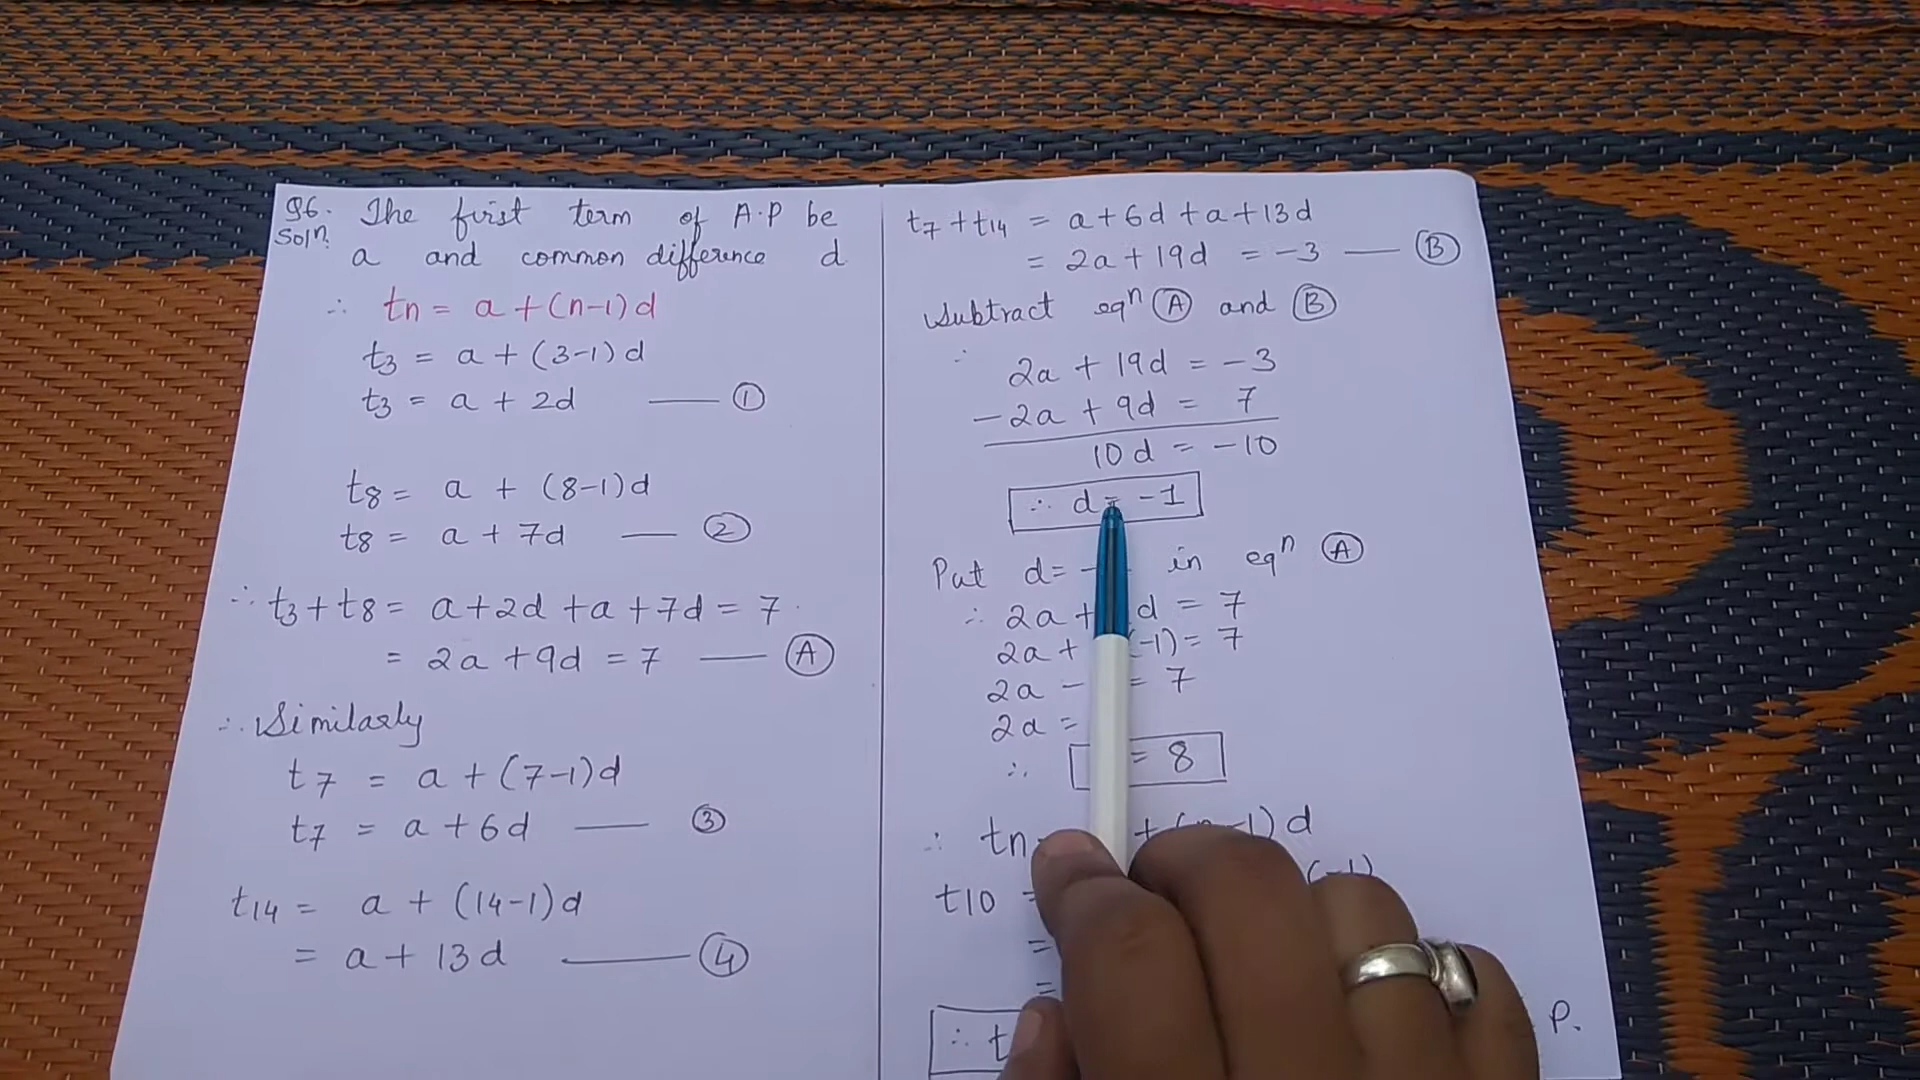 Q6. The first term of A.P be
Soln. a and common difference d
∴ tn = a + (n-1)d
t3 = a + (3-1)d
t3 = a + 2d —— ①
t8 = a + (8-1)d
t8 = a + 7d —— ②
∴ t3 + t8 = a+2d +a +7d = 7
= 2a +9d = 7 —— Ⓐ
∴ Similarly
t7 = a + (7-1)d
t7 = a + 6d —— ③
t14 = a + (14-1)d
= a + 13d —— ④
t7 + t14 = a + 6d + a + 13d
= 2a + 19d = -3 —— Ⓑ
Subtract eqn Ⓐ and Ⓑ
∴ 2a + 19d = -3
- 2a + 9d = 7
10d = -10
∴ d = -1
Put d= - in eqn Ⓐ
∴ 2a + d = 7
2a + (-1) = 7
2a - = 7
2a =
∴ = 8
∴ tn = + (n-1)d
t10 = (-1)
=
=
∴ t P.